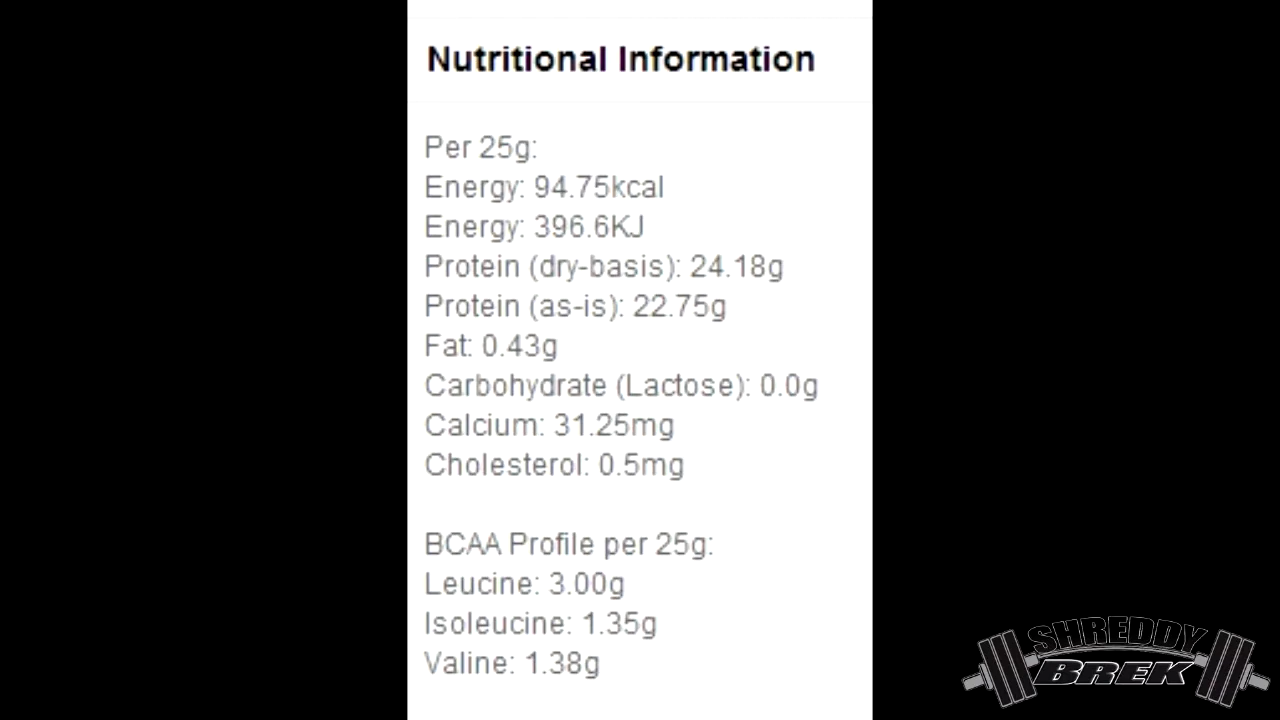 Nutritional Information
Per 25g:
Energy: 94.75kcal
Energy: 396.6KJ
Protein (dry-basis): 24.18g
Protein (as-is): 22.75g
Fat: 0.43g
Carbohydrate (Lactose): 0.0g
Calcium: 31.25mg
Cholesterol: 0.5mg
BCAA Profile per 25g:
Leucine: 3.00g
Isoleucine: 1.35g
Valine: 1.38g
SHREDDY
BREK